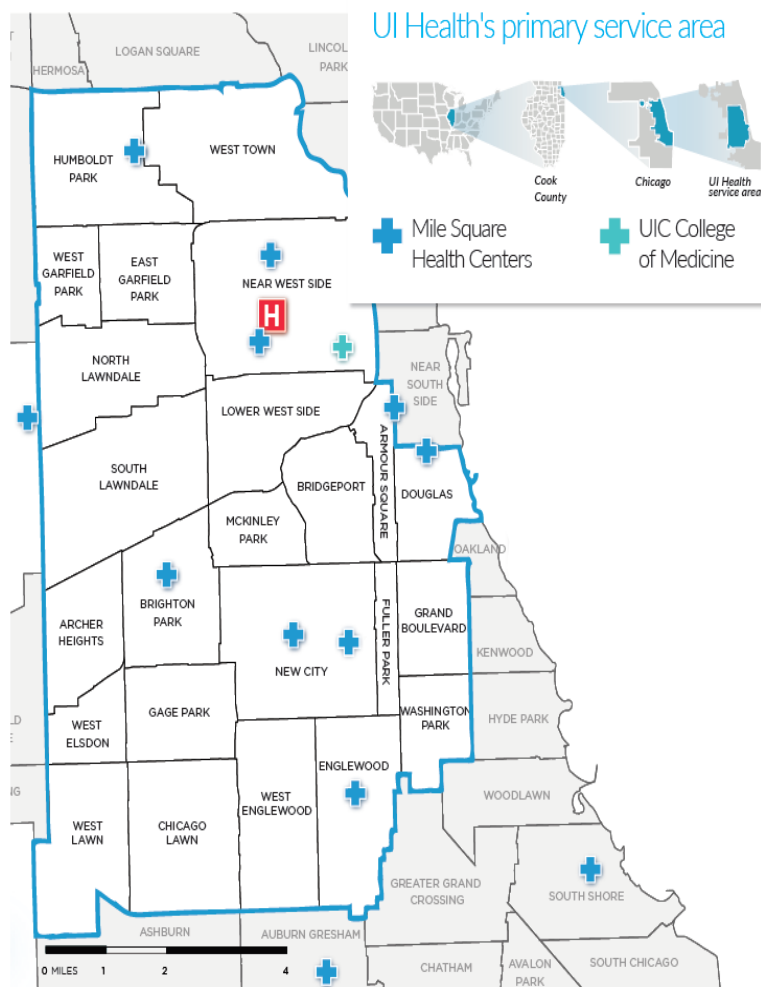 UI Health's primary service area
LOGAN SQUARE
LINCOL
PARK
HERMOSA
Cook
County
Chicago
UI Health
service area
Mile Square
Health Centers
UIC College
of Medicine
HUMBOLDT
PARK
WEST TOWN
WEST
GARFIELD
PARK
EAST
GARFIELD
PARK
NEAR WEST SIDE
H
NORTH
LAWNDALE
NEAR
SOUTH
SIDE
LOWER WEST SIDE
ARMOUR SQUARE
SOUTH
LAWNDALE
BRIDGEPORT
DOUGLAS
MCKINLEY
PARK
OAKLAND
BRIGHTON
PARK
ARCHER
HEIGHTS
FULLER PARK
GRAND
BOULEVARD
KENWOOD
NEW CITY
GAGE PARK
WASHINGTON
PARK
HYDE PARK
LD
E
WEST
ELSDON
ENGLEWOOD
NG
WOODLAWN
WEST
ENGLEWOOD
WEST
LAWN
CHICAGO
LAWN
GREATER GRAND
CROSSING
SOUTH SHORE
ASHBURN
AUBURN GRESHAM
CHATHAM
AVALON
PARK
SOUTH CHICAGO
0 MILES 1 2 4